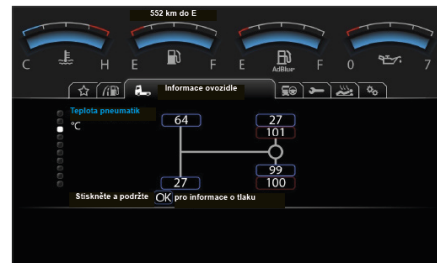 552 km do E
C H E F E AdBlue F 0 7
Informace ovozidle
Teplota pneumatik
°C
64 27
101
99
27 100
Stiskněte a podržte OK pro informace o tlaku